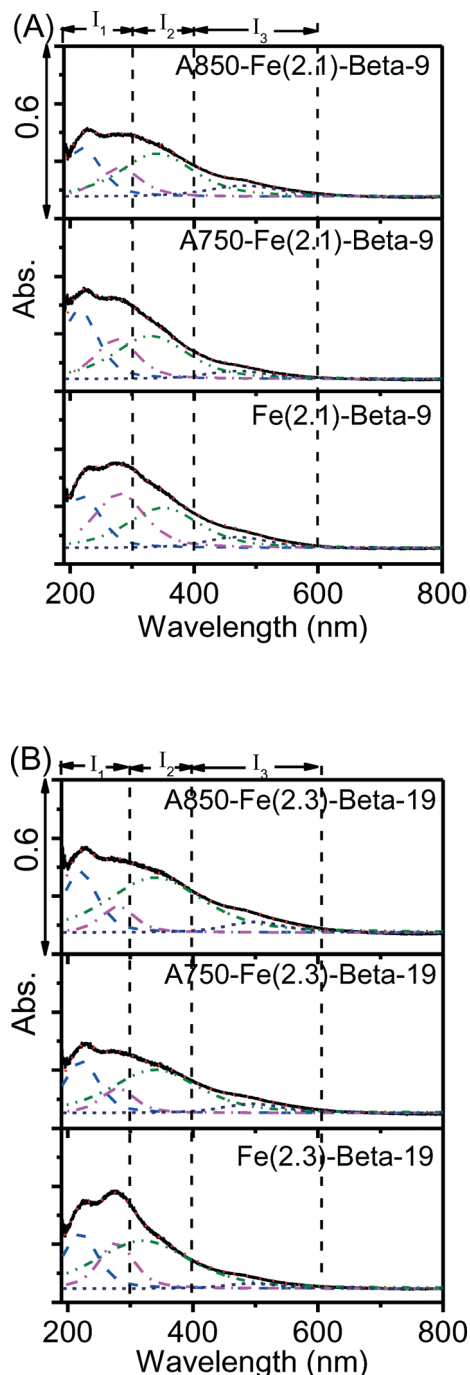 (A) I₁ I₂ I₃
A850-Fe(2.1)-Beta-9
0.6
A750-Fe(2.1)-Beta-9
Abs.
Fe(2.1)-Beta-9
200 400 600 800
Wavelength (nm)
(B) I₁ I₂ I₃
A850-Fe(2.3)-Beta-19
0.6
A750-Fe(2.3)-Beta-19
Abs.
Fe(2.3)-Beta-19
200 400 600 800
Wavelength (nm)